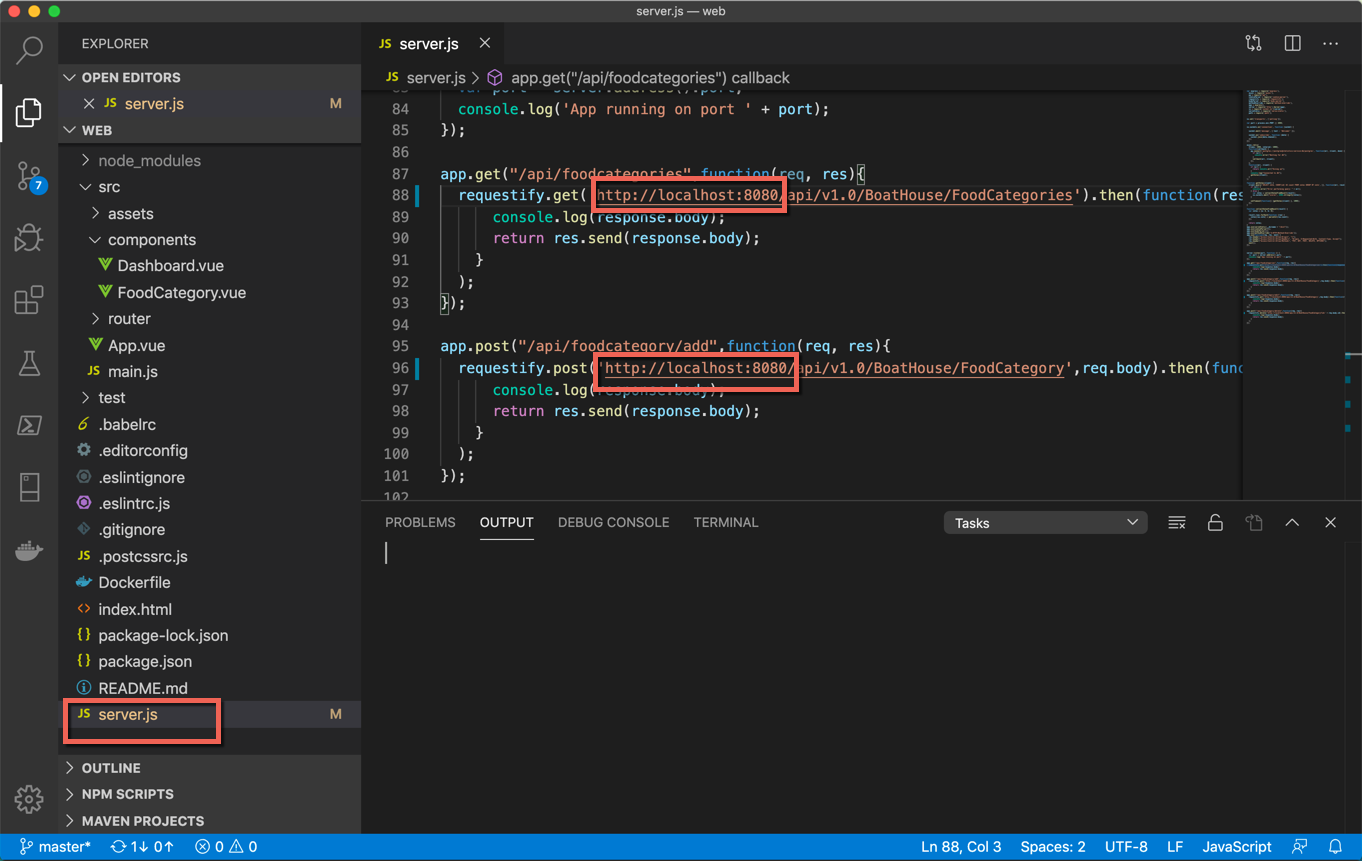 server.js — web
EXPLORER
OPEN EDITORS
JS server.js M
WEB
node_modules
src
assets
components
Dashboard.vue
FoodCategory.vue
router
App.vue
JS main.js
test
.babelrc
.editorconfig
.eslintignore
.eslintrc.js
.gitignore
JS .postcssrc.js
Dockerfile
<> index.html
{} package-lock.json
{} package.json
README.md
JS server.js M
OUTLINE
NPM SCRIPTS
MAVEN PROJECTS
7
JS server.js
JS server.js > app.get("/api/foodcategories") callback
83 var port = server.address().port;
84 console.log('App running on port ' + port);
85 });
86
87 app.get("/api/foodcategories",function(req, res){
88 requestify.get('http://localhost:8080/api/v1.0/BoatHouse/FoodCategories').then(function(res
89 console.log(response.body);
90 return res.send(response.body);
91 }
92 );
93 });
94
95 app.post("/api/foodcategory/add",function(req, res){
96 requestify.post('http://localhost:8080/api/v1.0/BoatHouse/FoodCategory',req.body).then(func
97 console.log(response.body);
98 return res.send(response.body);
99 }
100 );
101 });
102
PROBLEMS OUTPUT DEBUG CONSOLE TERMINAL Tasks
master* 1↓ 0↑ 0 0 Ln 88, Col 3 Spaces: 2 UTF-8 LF JavaScript